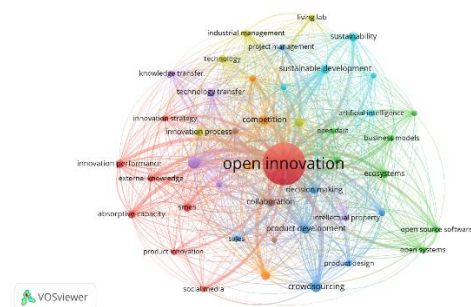 living lab
industrial management
sustainability
project management
technology
sustainable development
knowledge transfer
technology transfer
artificial intelligence
innovation strategy
competition
open data
innovation process
business models
open innovation
innovation performance
ecosystems
external knowledge
decision making
collaboration
absorptive capacity
smes
intellectual property
product development
open source software
sales
open systems
product innovation
product design
social media
crowdsourcing
VOSviewer